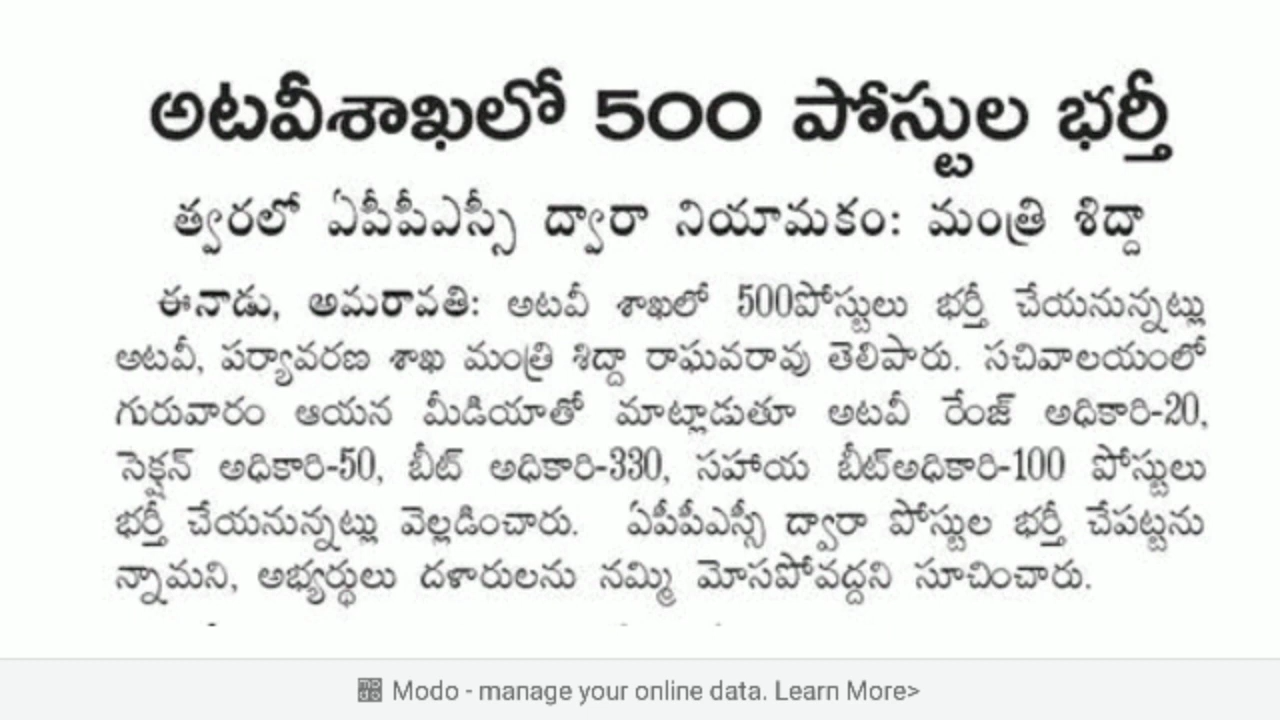 అటవీశాఖలో 500 పోస్టుల భర్తీ
త్వరలో ఏపీపీఎస్సీ ద్వారా నియామకం: మంత్రి శిద్దా
ఈనాడు, అమరావతి: అటవీ శాఖలో 500పోస్టులు భర్తీ చేయనున్నట్లు
అటవీ, పర్యావరణ శాఖ మంత్రి శిద్దా రాఘవరావు తెలిపారు. సచివాలయంలో
గురువారం ఆయన మీడియాతో మాట్లాడుతూ అటవీ రేంజ్ అధికారి-20,
సెక్షన్ అధికారి-50, బీట్ అధికారి-330, సహాయ బీట్అధికారి-100 పోస్టులు
భర్తీ చేయనున్నట్లు వెల్లడించారు. ఏపీపీఎస్సీ ద్వారా పోస్టుల భర్తీ చేపట్టను
న్నామని, అభ్యర్థులు దళారులను నమ్మి మోసపోవద్దని సూచించారు.
Modo - manage your online data. Learn More>